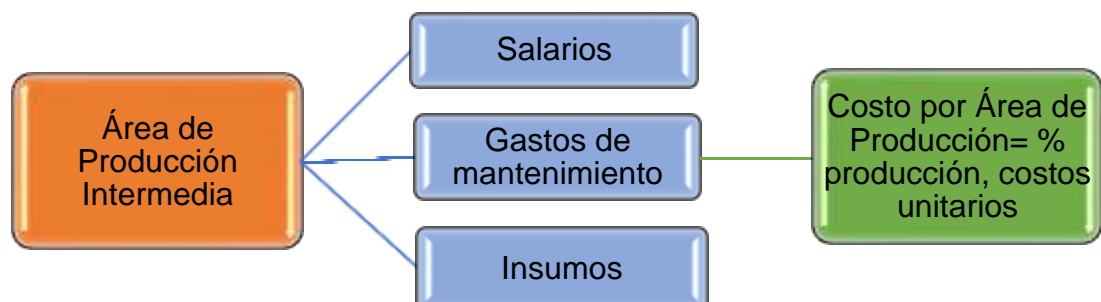 Área de
Producción
Intermedia
Salarios
Gastos de
mantenimiento
Insumos
Costo por Área de
Producción= %
producción, costos
unitarios